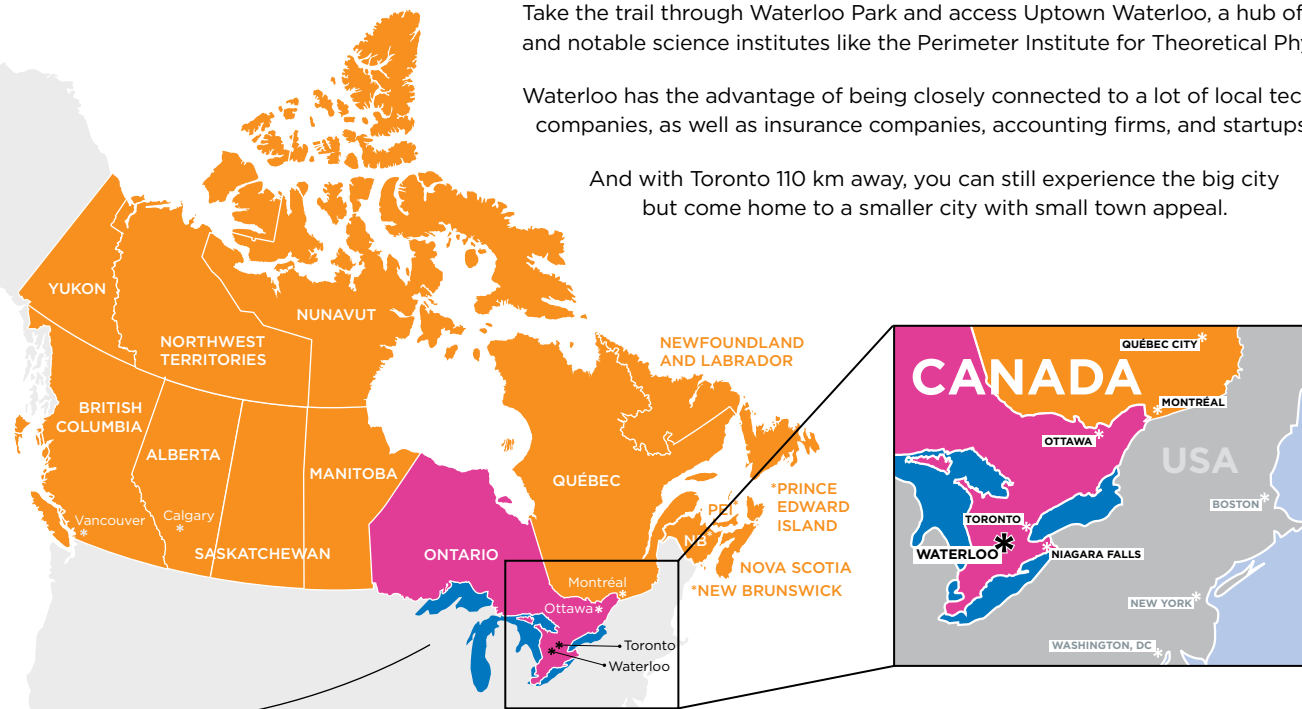 Take the trail through Waterloo Park and access Uptown Waterloo, a hub of
and notable science institutes like the Perimeter Institute for Theoretical Phy
Waterloo has the advantage of being closely connected to a lot of local tec
companies, as well as insurance companies, accounting firms, and startups
And with Toronto 110 km away, you can still experience the big city
but come home to a smaller city with small town appeal.
YUKON
NORTHWEST
TERRITORIES
NUNAVUT
BRITISH
COLUMBIA
ALBERTA
SASKATCHEWAN
MANITOBA
Vancouver
*
Calgary
*
ONTARIO
QUÉBEC
NEWFOUNDLAND
AND LABRADOR
PEI*
*PRINCE
EDWARD
ISLAND
NB*
NOVA SCOTIA
*NEW BRUNSWICK
Montréal
*
Ottawa*
* Toronto
* Waterloo
CANADA
QUÉBEC CITY*
*MONTRÉAL
OTTAWA*
USA
BOSTON*
TORONTO*
WATERLOO*
*NIAGARA FALLS
NEW YORK*
WASHINGTON, DC*